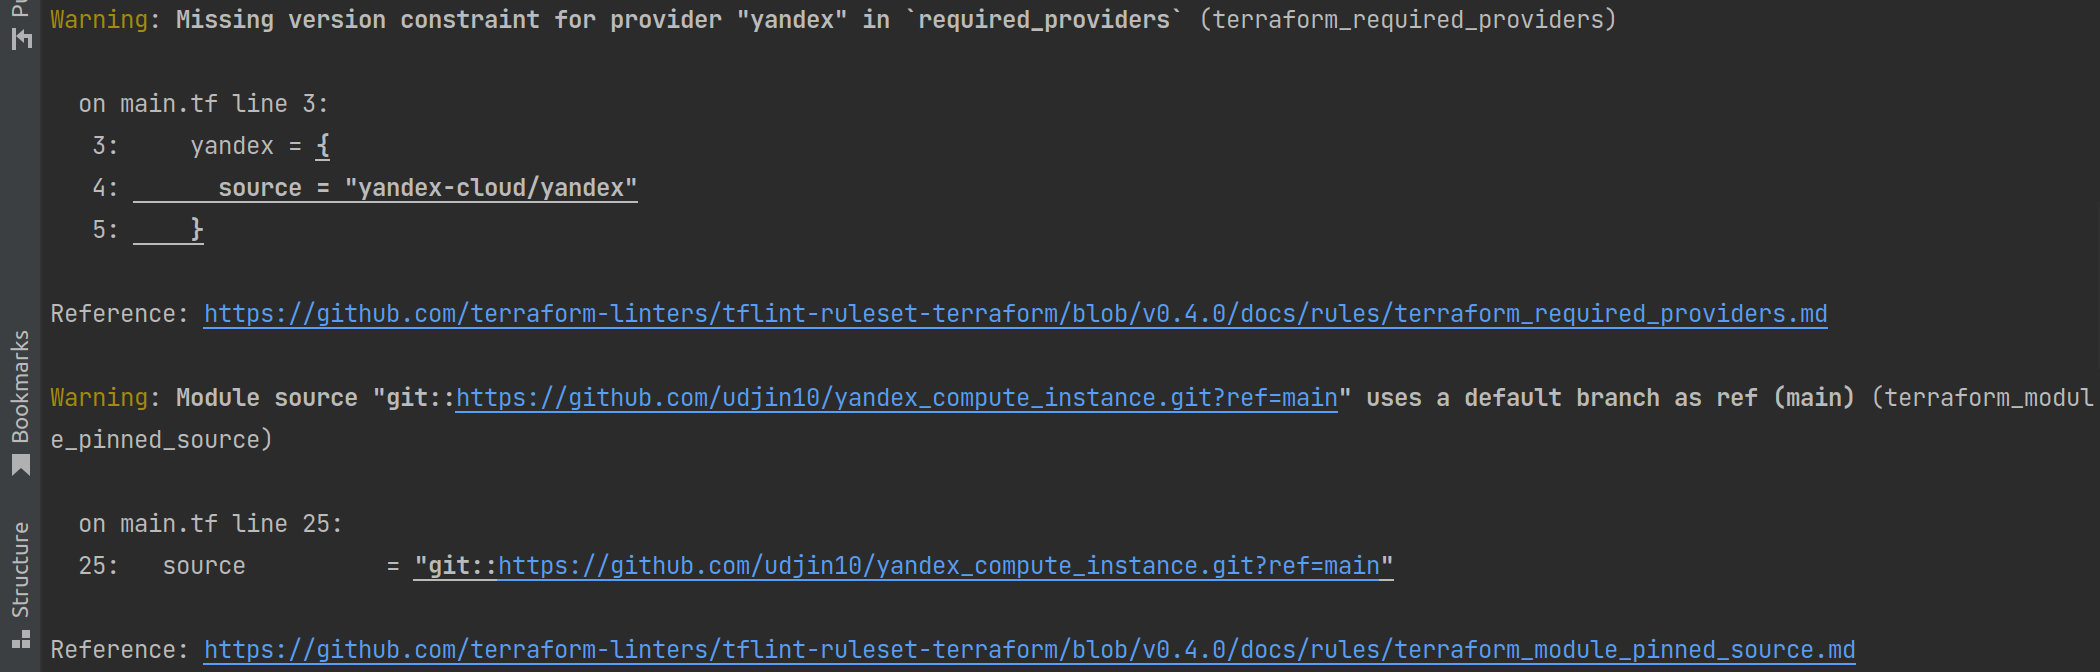 Warning: Missing version constraint for provider "yandex" in `required_providers` (terraform_required_providers)
on main.tf line 3:
3:     yandex = {
4:       source = "yandex-cloud/yandex"
5:     }
Reference: https://github.com/terraform-linters/tflint-ruleset-terraform/blob/v0.4.0/docs/rules/terraform_required_providers.md
Warning: Module source "git::https://github.com/udjin10/yandex_compute_instance.git?ref=main" uses a default branch as ref (main) (terraform_modul
e_pinned_source)
on main.tf line 25:
25:   source          = "git::https://github.com/udjin10/yandex_compute_instance.git?ref=main"
Reference: https://github.com/terraform-linters/tflint-ruleset-terraform/blob/v0.4.0/docs/rules/terraform_module_pinned_source.md
Bookmarks
Structure